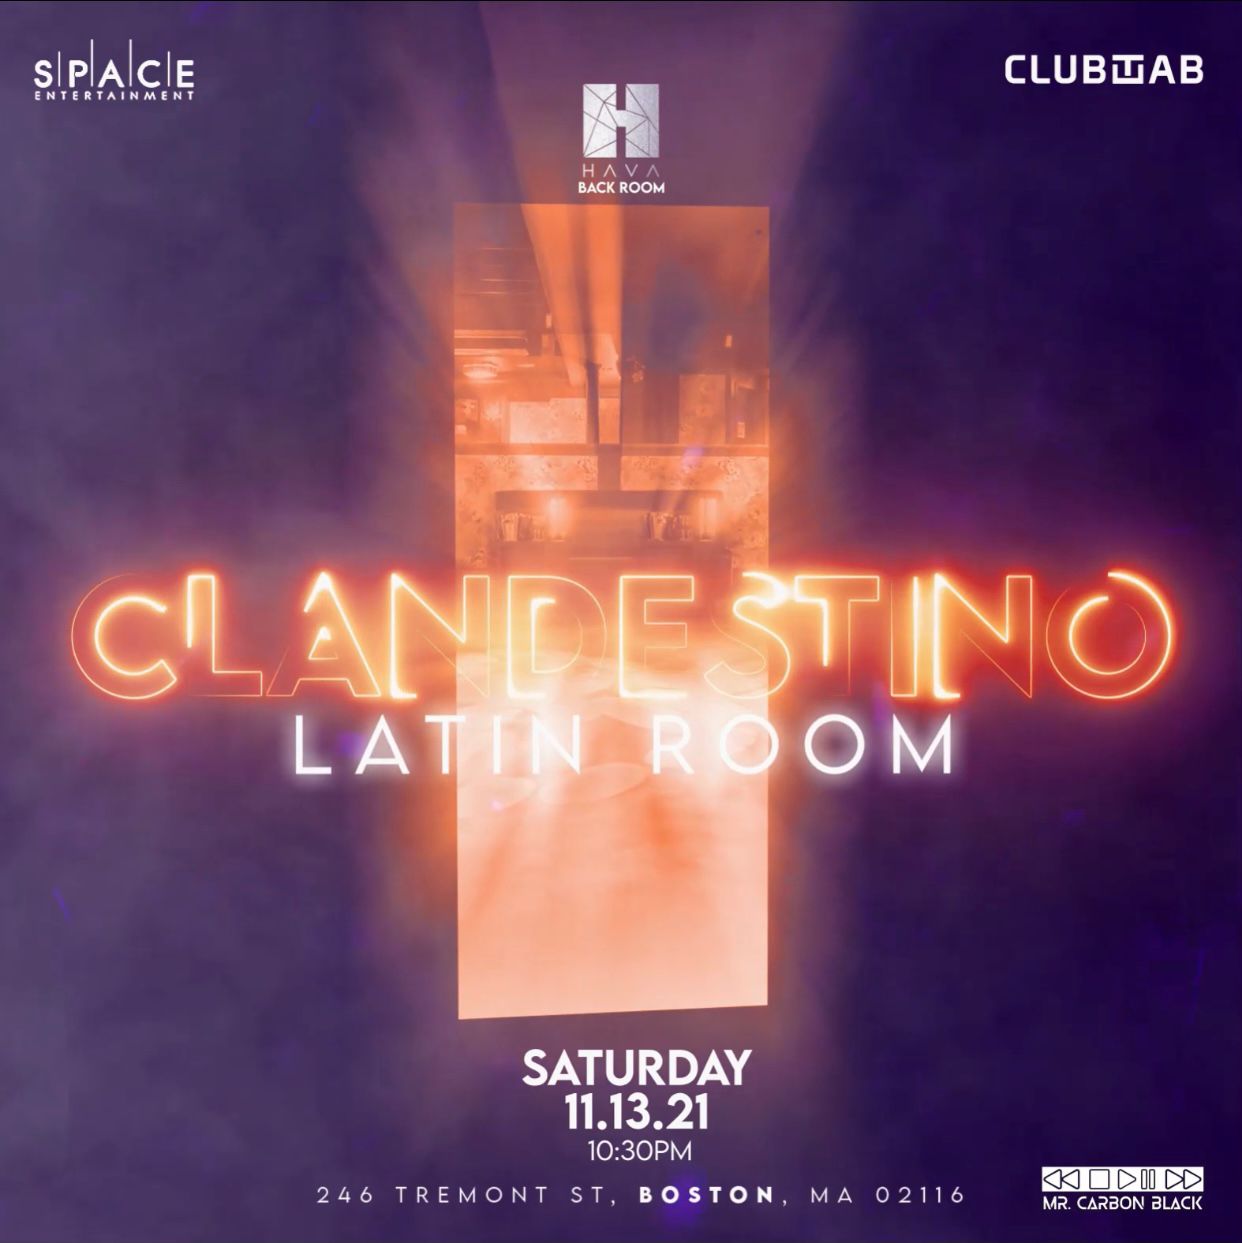 SPACE
ENTERTAINMENT
CLUBTAB
HAVA
BACK ROOM
CLANDESTINO
LATIN ROOM
SATURDAY
11.13.21
10:30PM
246 TREMONT ST, BOSTON, MA 02116
MR. CARBON BLACK